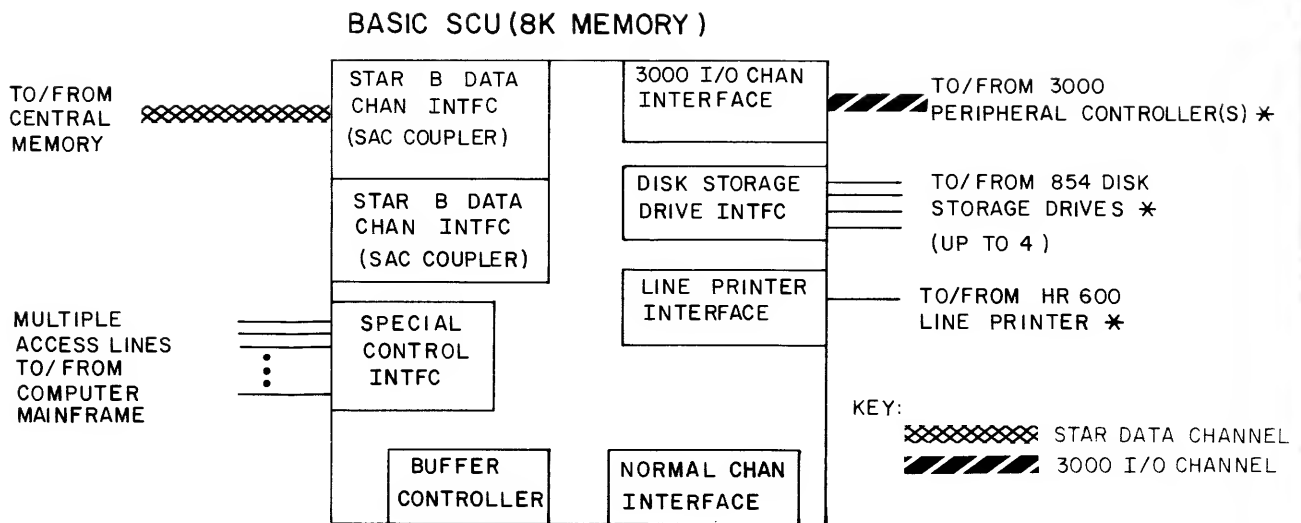 BASIC SCU (8K MEMORY)
TO/FROM
CENTRAL
MEMORY
STAR B DATA
CHAN INTFC
(SAC COUPLER)
3000 I/O CHAN
INTERFACE
TO/FROM 3000
PERIPHERAL CONTROLLER(S) *
STAR B DATA
CHAN INTFC
(SAC COUPLER)
DISK STORAGE
DRIVE INTFC
TO/FROM 854 DISK
STORAGE DRIVES *
(UP TO 4)
LINE PRINTER
INTERFACE
TO/FROM HR 600
LINE PRINTER *
MULTIPLE
ACCESS LINES
TO/FROM
COMPUTER
MAINFRAME
SPECIAL
CONTROL
INTFC
BUFFER
CONTROLLER
NORMAL CHAN
INTERFACE
KEY:
STAR DATA CHANNEL
3000 I/O CHANNEL